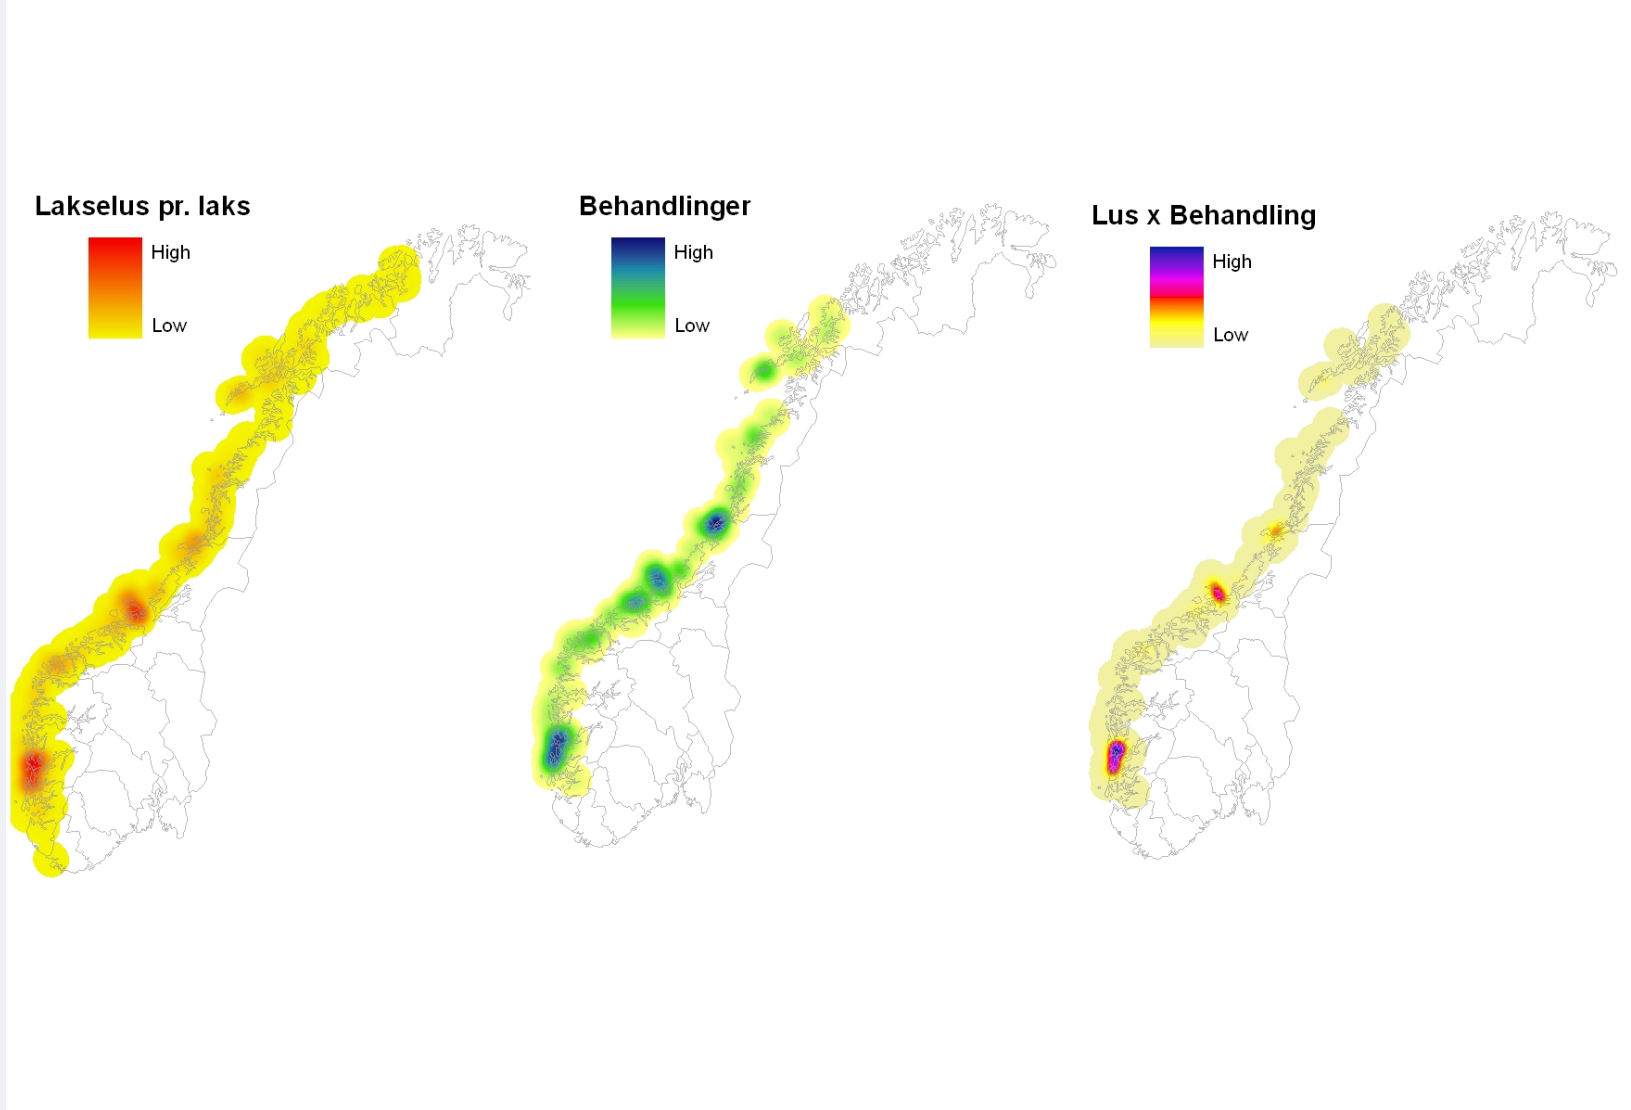 Lakselus pr. laks
High
Low
Behandlinger
High
Low
Lus x Behandling
High
Low